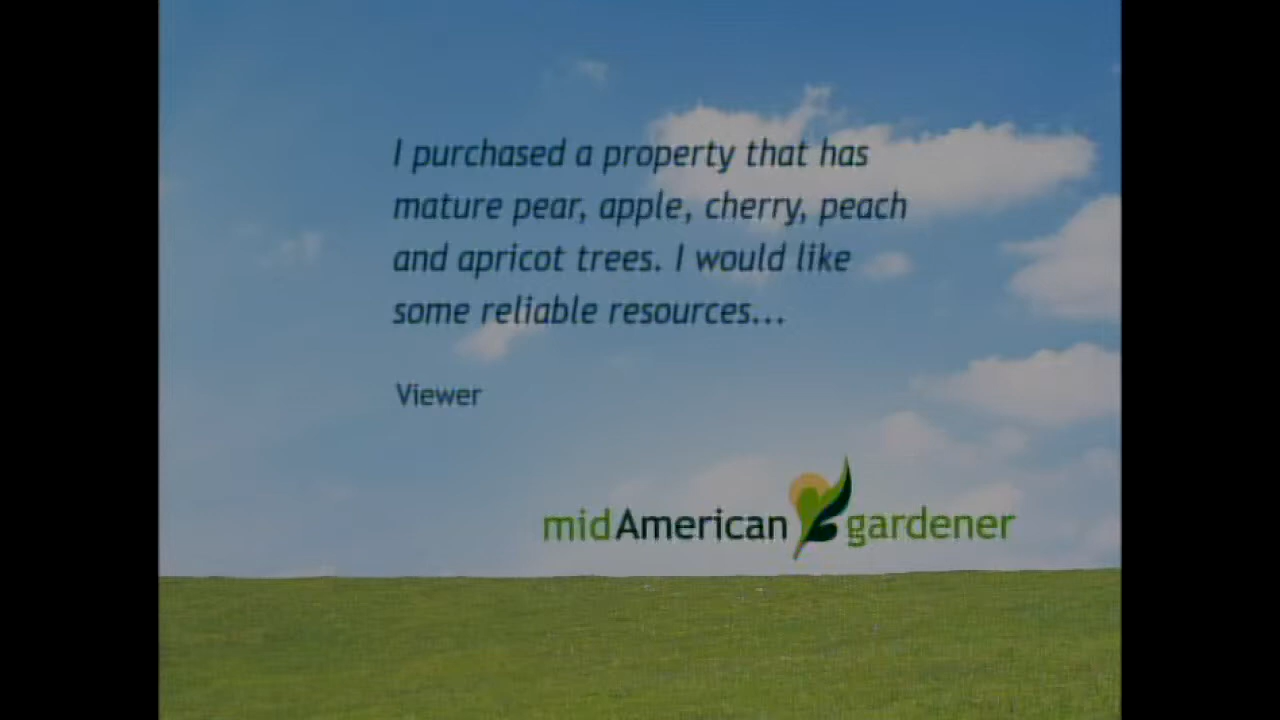 I purchased a property that has
mature pear, apple, cherry, peach
and apricot trees. I would like
some reliable resources...
Viewer
midAmerican gardener